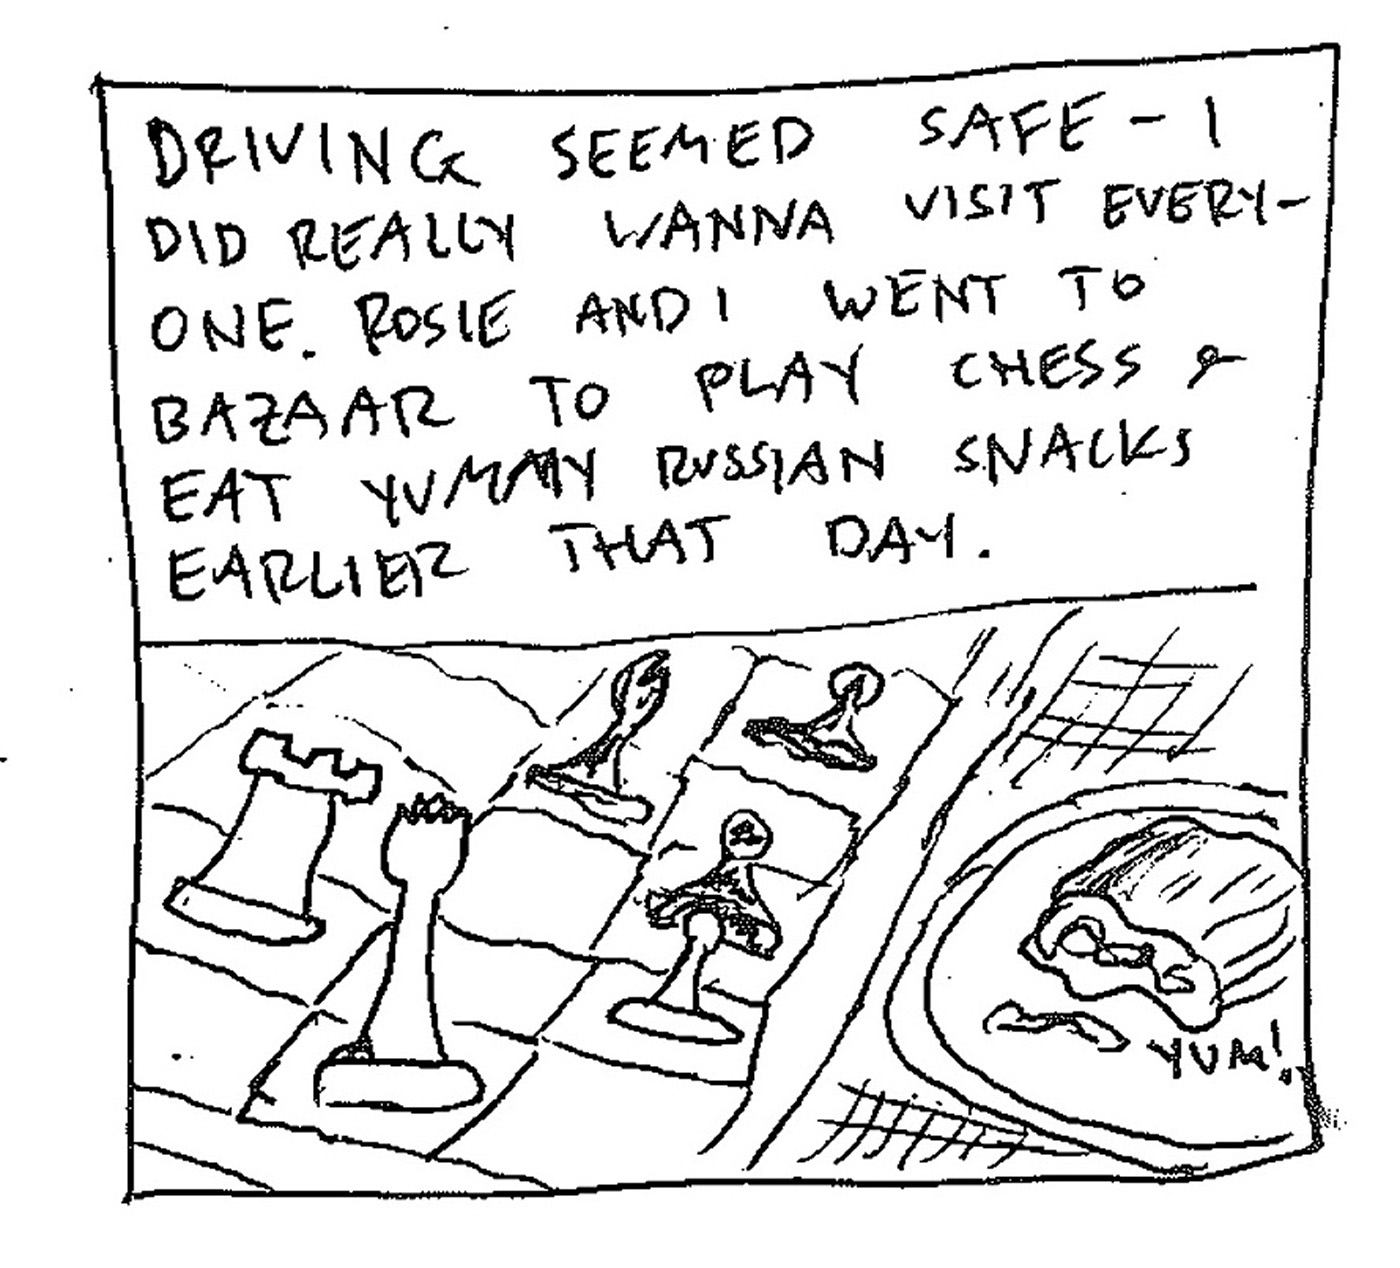 DRIVING SEEMED SAFE - I
DID REALLY WANNA VISIT EVERY-
ONE. ROSIE AND I WENT TO
BAZAAR TO PLAY CHESS &
EAT YUMMY RUSSIAN SNACKS
EARLIER THAT DAY.
YUM!